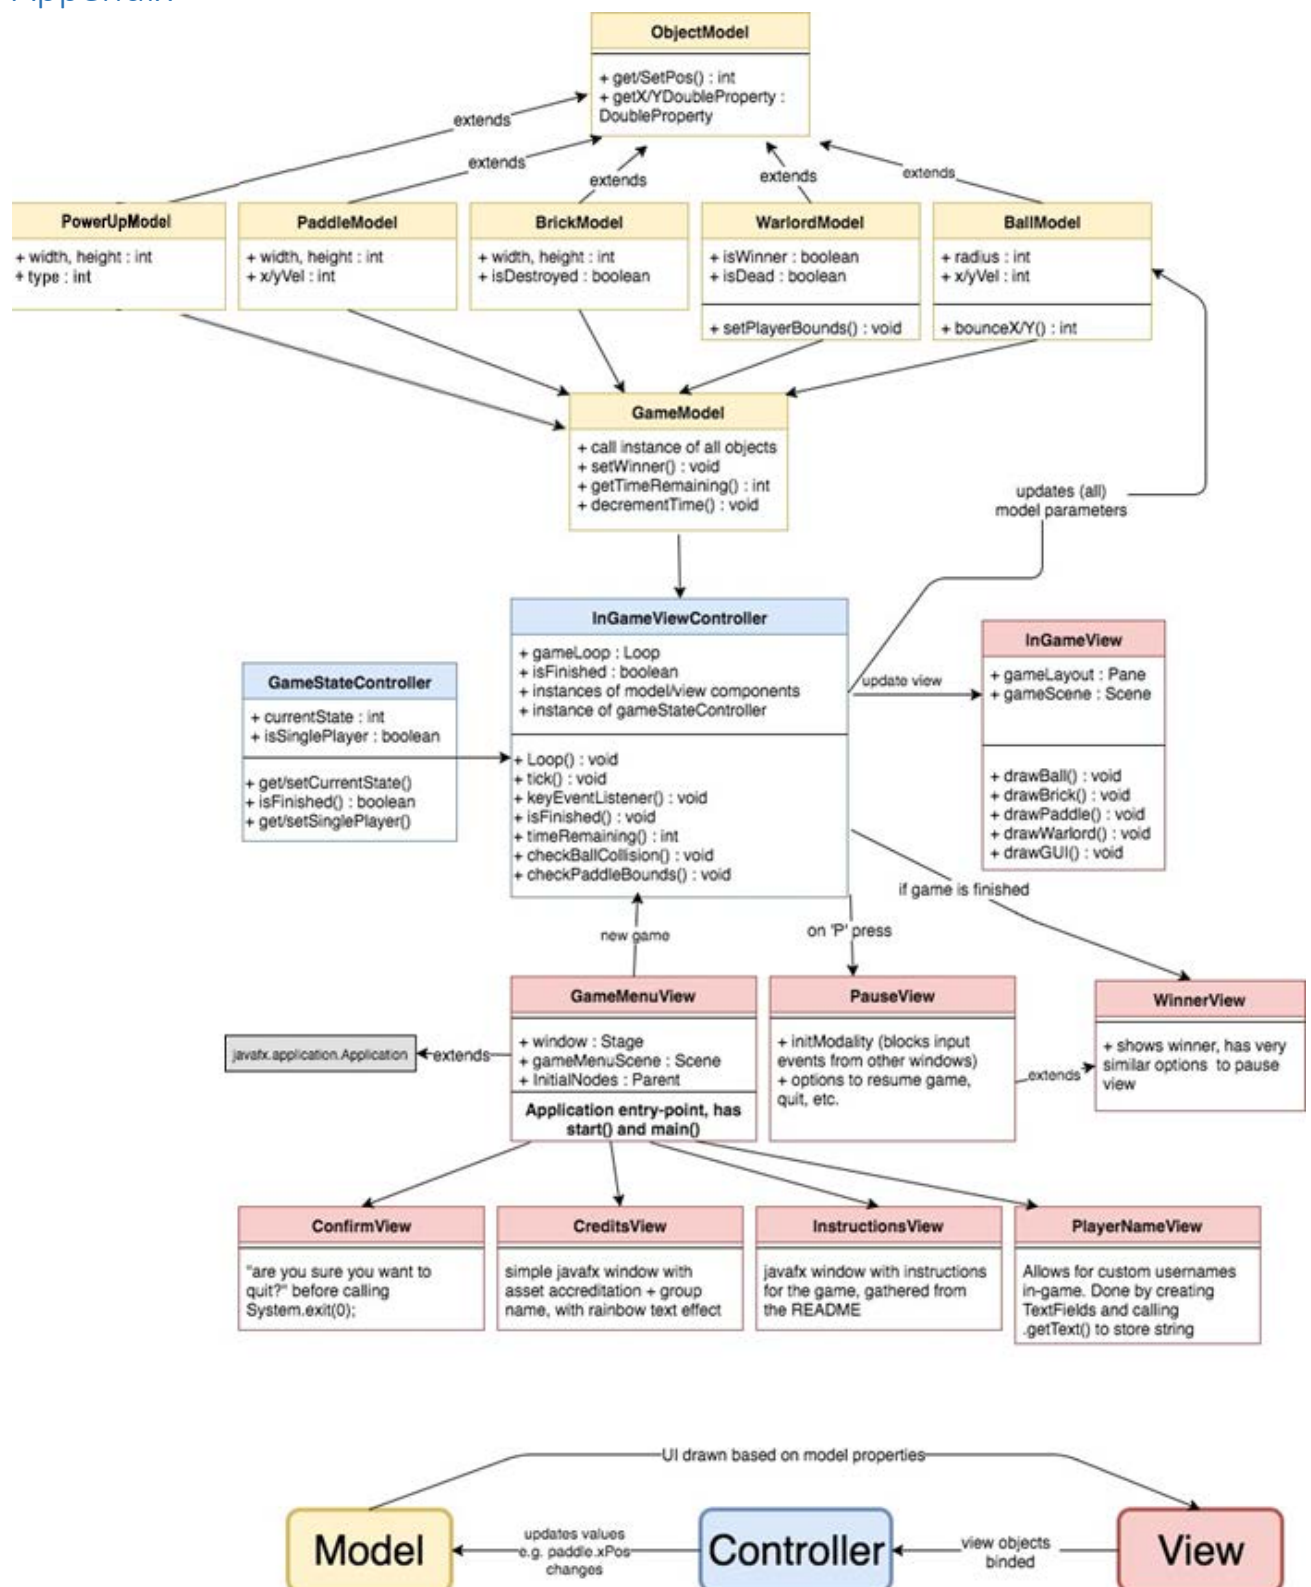 Appendix
ObjectModel
+ get/SetPos() : int
+ getX/YDoubleProperty :
DoubleProperty
extends
extends
extends
extends
extends
PowerUpModel
+ width, height : int
+ type : int
PaddleModel
+ width, height : int
+ x/yVel : int
BrickModel
+ width, height : int
+ isDestroyed : boolean
WarlordModel
+ isWinner : boolean
+ isDead : boolean
+ setPlayerBounds() : void
BallModel
+ radius : int
+ x/yVel : int
+ bounceX/Y() : int
GameModel
+ call instance of all objects
+ setWinner() : void
+ getTimeRemaining() : int
+ decrementTime() : void
updates (all)
model parameters
InGameViewController
+ gameLoop : Loop
+ isFinished : boolean
+ instances of model/view components
+ instance of gameStateController
+ Loop() : void
+ tick() : void
+ keyEventListener() : void
+ isFinished() : void
+ timeRemaining() : int
+ checkBallCollision() : void
+ checkPaddleBounds() : void
GameStateController
+ currentState : int
+ isSinglePlayer : boolean
+ get/setCurrentState()
+ isFinished() : boolean
+ get/setSinglePlayer()
update view
InGameView
+ gameLayout : Pane
+ gameScene : Scene
+ drawBall() : void
+ drawBrick() : void
+ drawPaddle() : void
+ drawWarlord() : void
+ drawGUI() : void
if game is finished
new game
on 'P' press
GameMenuView
+ window : Stage
+ gameMenuScene : Scene
+ InitialNodes : Parent
Application entry-point, has
start() and main()
javafx.application.Application
extends
PauseView
+ initModality (blocks input
events from other windows)
+ options to resume game,
quit, etc.
extends
WinnerView
+ shows winner, has very
similar options to pause
view
ConfirmView
"are you sure you want to
quit?" before calling
System.exit(0);
CreditsView
simple javafx window with
asset accreditation + group
name, with rainbow text effect
InstructionsView
javafx window with instructions
for the game, gathered from
the README
PlayerNameView
Allows for custom usernames
in-game. Done by creating
TextFields and calling
.getText() to store string
UI drawn based on model properties
Model
updates values
e.g. paddle.xPos
changes
Controller
view objects
binded
View